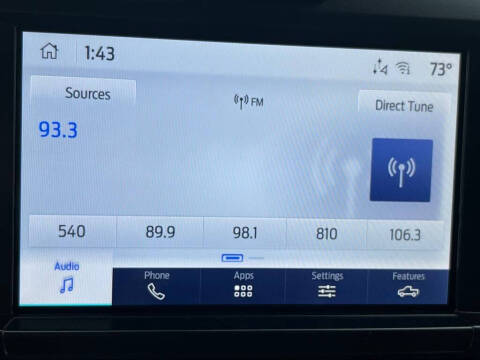 1:43 73°
Sources FM Direct Tune
93.3
540 89.9 98.1 810 106.3
Audio Phone Apps Settings Features